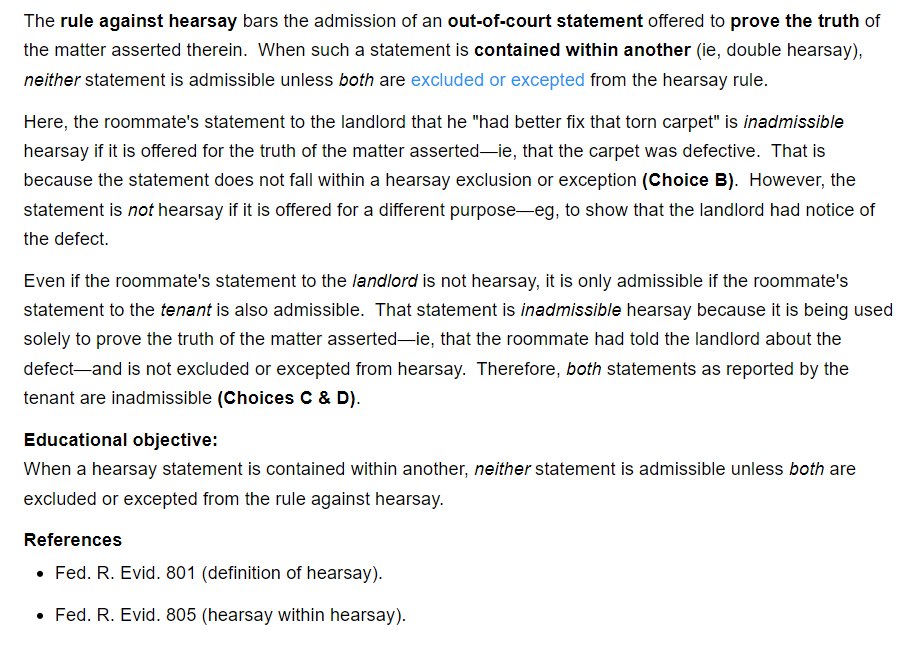 The rule against hearsay bars the admission of an out-of-court statement offered to prove the truth of
the matter asserted therein.  When such a statement is contained within another (ie, double hearsay),
neither statement is admissible unless both are excluded or excepted from the hearsay rule.
Here, the roommate's statement to the landlord that he "had better fix that torn carpet" is inadmissible
hearsay if it is offered for the truth of the matter asserted—ie, that the carpet was defective.  That is
because the statement does not fall within a hearsay exclusion or exception (Choice B).  However, the
statement is not hearsay if it is offered for a different purpose—eg, to show that the landlord had notice of
the defect.
Even if the roommate's statement to the landlord is not hearsay, it is only admissible if the roommate's
statement to the tenant is also admissible.  That statement is inadmissible hearsay because it is being used
solely to prove the truth of the matter asserted—ie, that the roommate had told the landlord about the
defect—and is not excluded or excepted from hearsay.  Therefore, both statements as reported by the
tenant are inadmissible (Choices C & D).
Educational objective:
When a hearsay statement is contained within another, neither statement is admissible unless both are
excluded or excepted from the rule against hearsay.
References
• Fed. R. Evid. 801 (definition of hearsay).
• Fed. R. Evid. 805 (hearsay within hearsay).